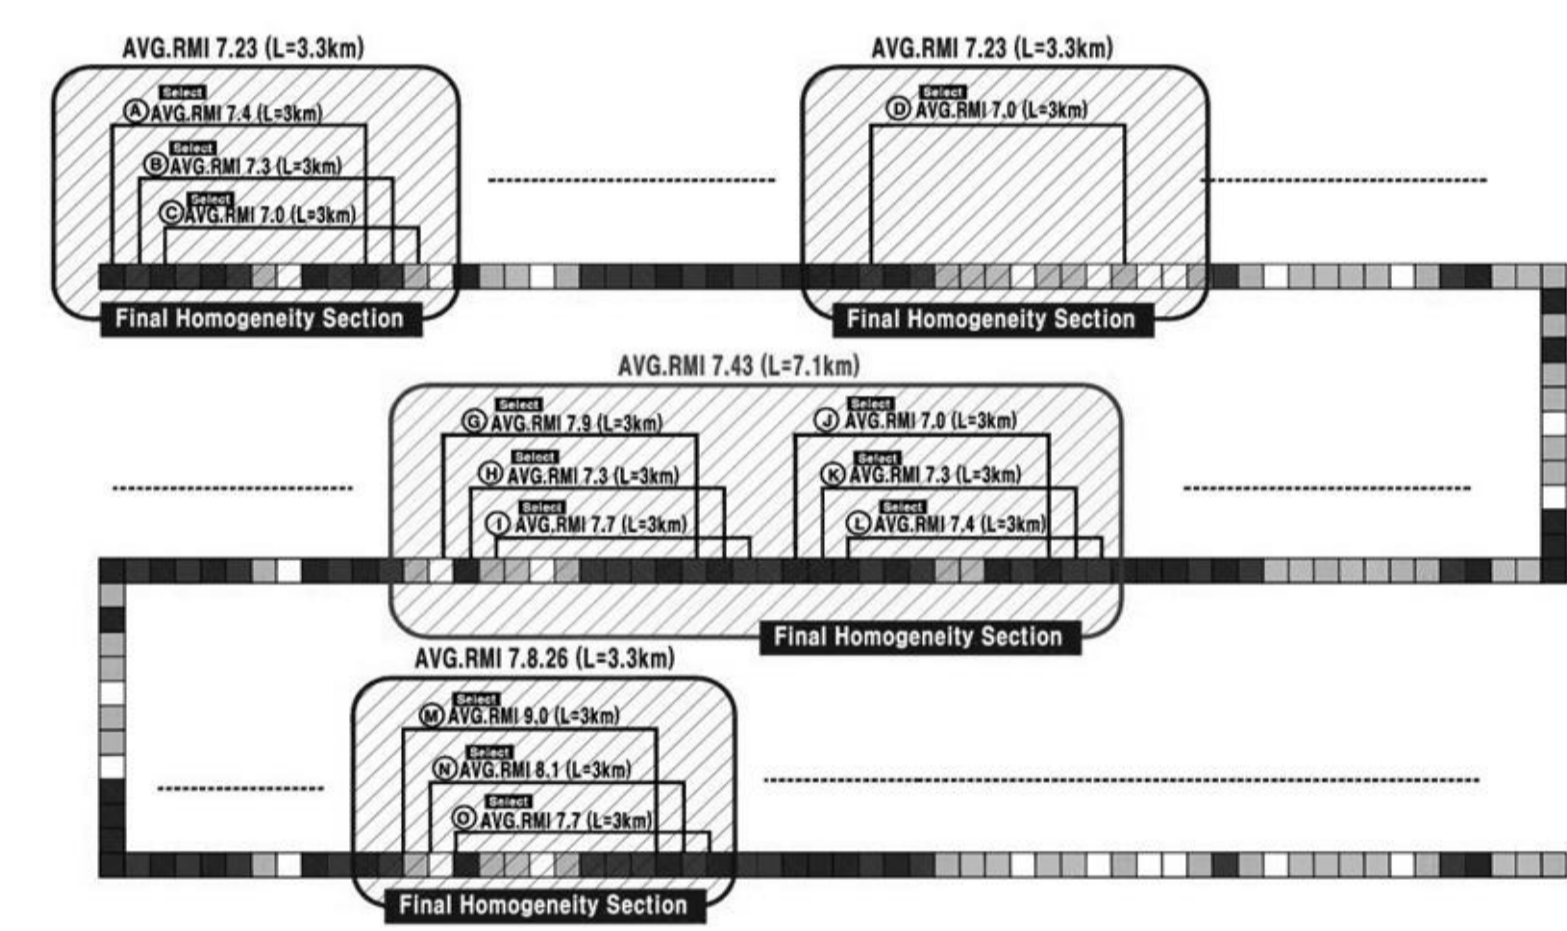 AVG.RMI 7.23 (L=3.3km)
Select
A AVG.RMI 7.4 (L=3km)
Select
B AVG.RMI 7.3 (L=3km)
Select
C AVG.RMI 7.0 (L=3km)
Final Homogeneity Section
AVG.RMI 7.23 (L=3.3km)
Select
D AVG.RMI 7.0 (L=3km)
Final Homogeneity Section
AVG.RMI 7.43 (L=7.1km)
Select
G AVG.RMI 7.9 (L=3km)
Select
H AVG.RMI 7.3 (L=3km)
Select
I AVG.RMI 7.7 (L=3km)
Select
J AVG.RMI 7.0 (L=3km)
Select
K AVG.RMI 7.3 (L=3km)
Select
L AVG.RMI 7.4 (L=3km)
Final Homogeneity Section
AVG.RMI 7.8.26 (L=3.3km)
Select
M AVG.RMI 9.0 (L=3km)
Select
N AVG.RMI 8.1 (L=3km)
Select
O AVG.RMI 7.7 (L=3km)
Final Homogeneity Section